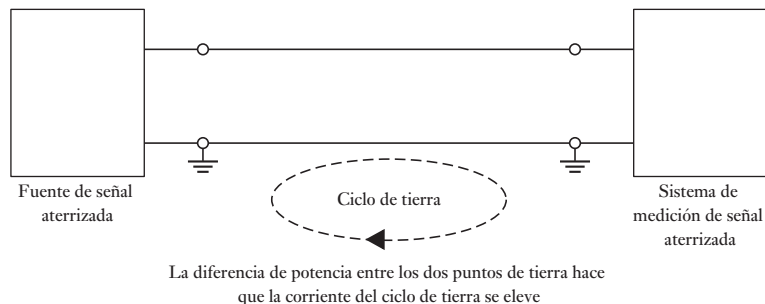 Fuente de señal
aterrizada
Ciclo de tierra
Sistema de
medición de señal
aterrizada
La diferencia de potencia entre los dos puntos de tierra hace
que la corriente del ciclo de tierra se eleve